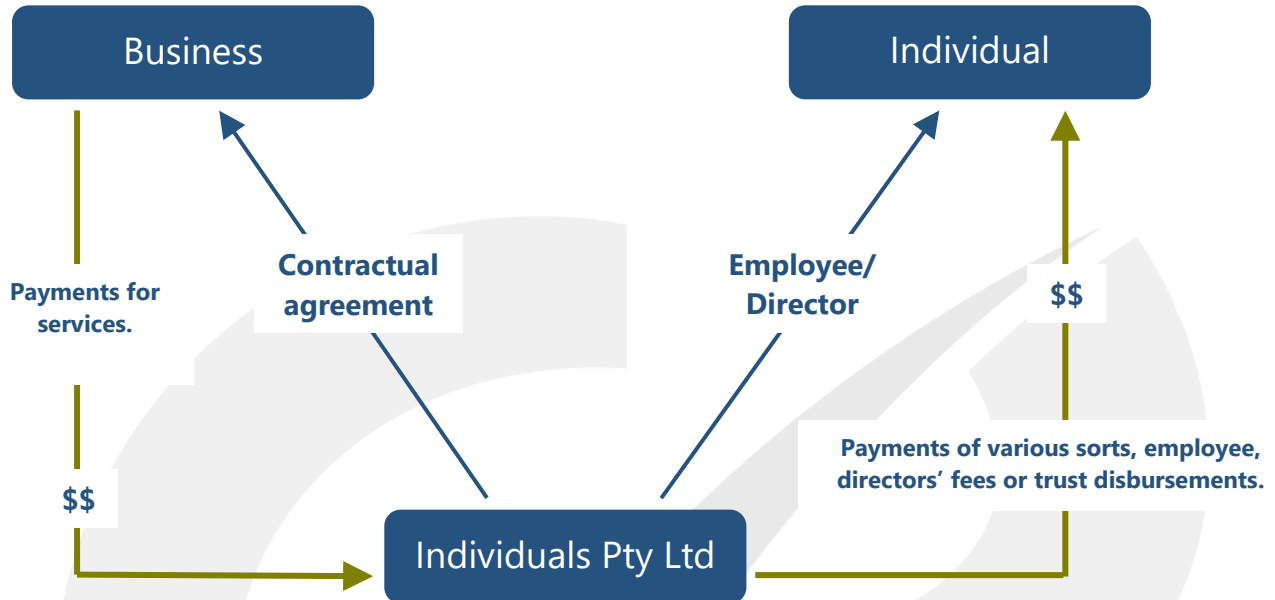 Business
Individual
Contractual
agreement
Employee/
Director
Payments for
services.
$$
$$
Payments of various sorts, employee,
directors’ fees or trust disbursements.
Individuals Pty Ltd